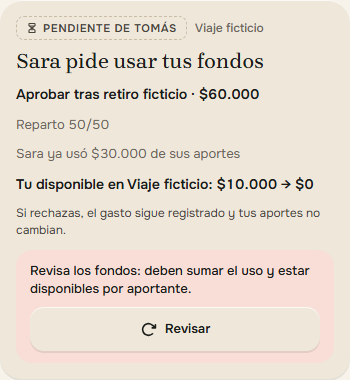 PENDIENTE DE TOMÁS Viaje ficticio
Sara pide usar tus fondos
Aprobar tras retiro ficticio · $60.000
Reparto 50/50
Sara ya usó $30.000 de sus aportes
Tu disponible en Viaje ficticio: $10.000 → $0
Si rechazas, el gasto sigue registrado y tus aportes no
cambian.
Revisa los fondos: deben sumar el uso y estar
disponibles por aportante.
Revisar